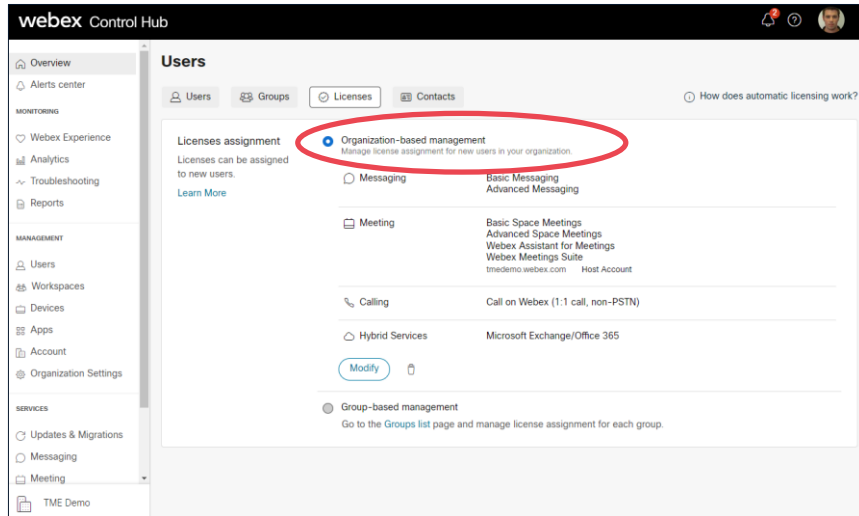 webex Control Hub
2
Overview
Alerts center
MONITORING
Webex Experience
Analytics
Troubleshooting
Reports
MANAGEMENT
Users
Workspaces
Devices
Apps
Account
Organization Settings
SERVICES
Updates & Migrations
Messaging
Meeting
TME Demo
Users
Users
Groups
Licenses
Contacts
How does automatic licensing work?
Licenses assignment
Licenses can be assigned
to new users.
Learn More
Organization-based management
Manage license assignment for new users in your organization.
Messaging
Basic Messaging
Advanced Messaging
Meeting
Basic Space Meetings
Advanced Space Meetings
Webex Assistant for Meetings
Webex Meetings Suite
tmedemo.webex.com Host Account
Calling
Call on Webex (1:1 call, non-PSTN)
Hybrid Services
Microsoft Exchange/Office 365
Modify
Group-based management
Go to the Groups list page and manage license assignment for each group.